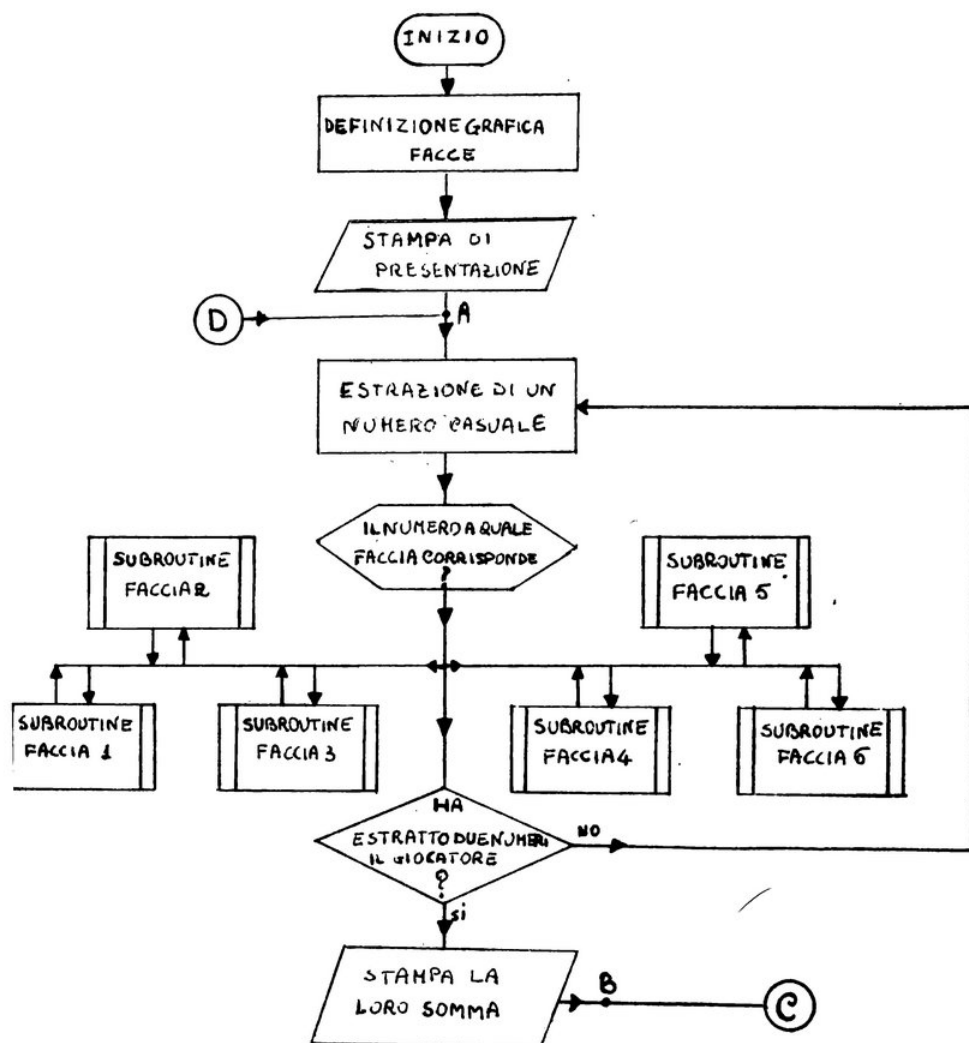 INIZIO
DEFINIZIONE GRAFICA
FACCE
STAMPA DI
PRESENTAZIONE
D
A
ESTRAZIONE DI UN
NUMERO CASUALE
IL NUMERO A QUALE
FACCIA CORRISPONDE
?
SUBROUTINE
FACCIA 2
SUBROUTINE
FACCIA 5
SUBROUTINE
FACCIA 1
SUBROUTINE
FACCIA 3
SUBROUTINE
FACCIA 4
SUBROUTINE
FACCIA 6
HA
ESTRATTO DUE NUMERI
IL GIOCATORE
?
NO
si
STAMPA LA
LORO SOMMA
B
C